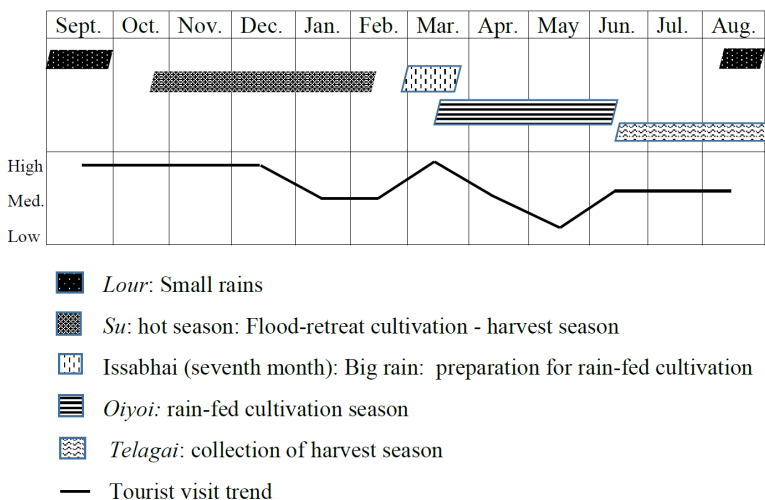 Sept. Oct. Nov. Dec. Jan. Feb. Mar. Apr. May Jun. Jul. Aug.
High
Med.
Low
Lour: Small rains
Su: hot season: Flood-retreat cultivation - harvest season
Issabhai (seventh month): Big rain: preparation for rain-fed cultivation
Oiyoi: rain-fed cultivation season
Telagai: collection of harvest season
Tourist visit trend